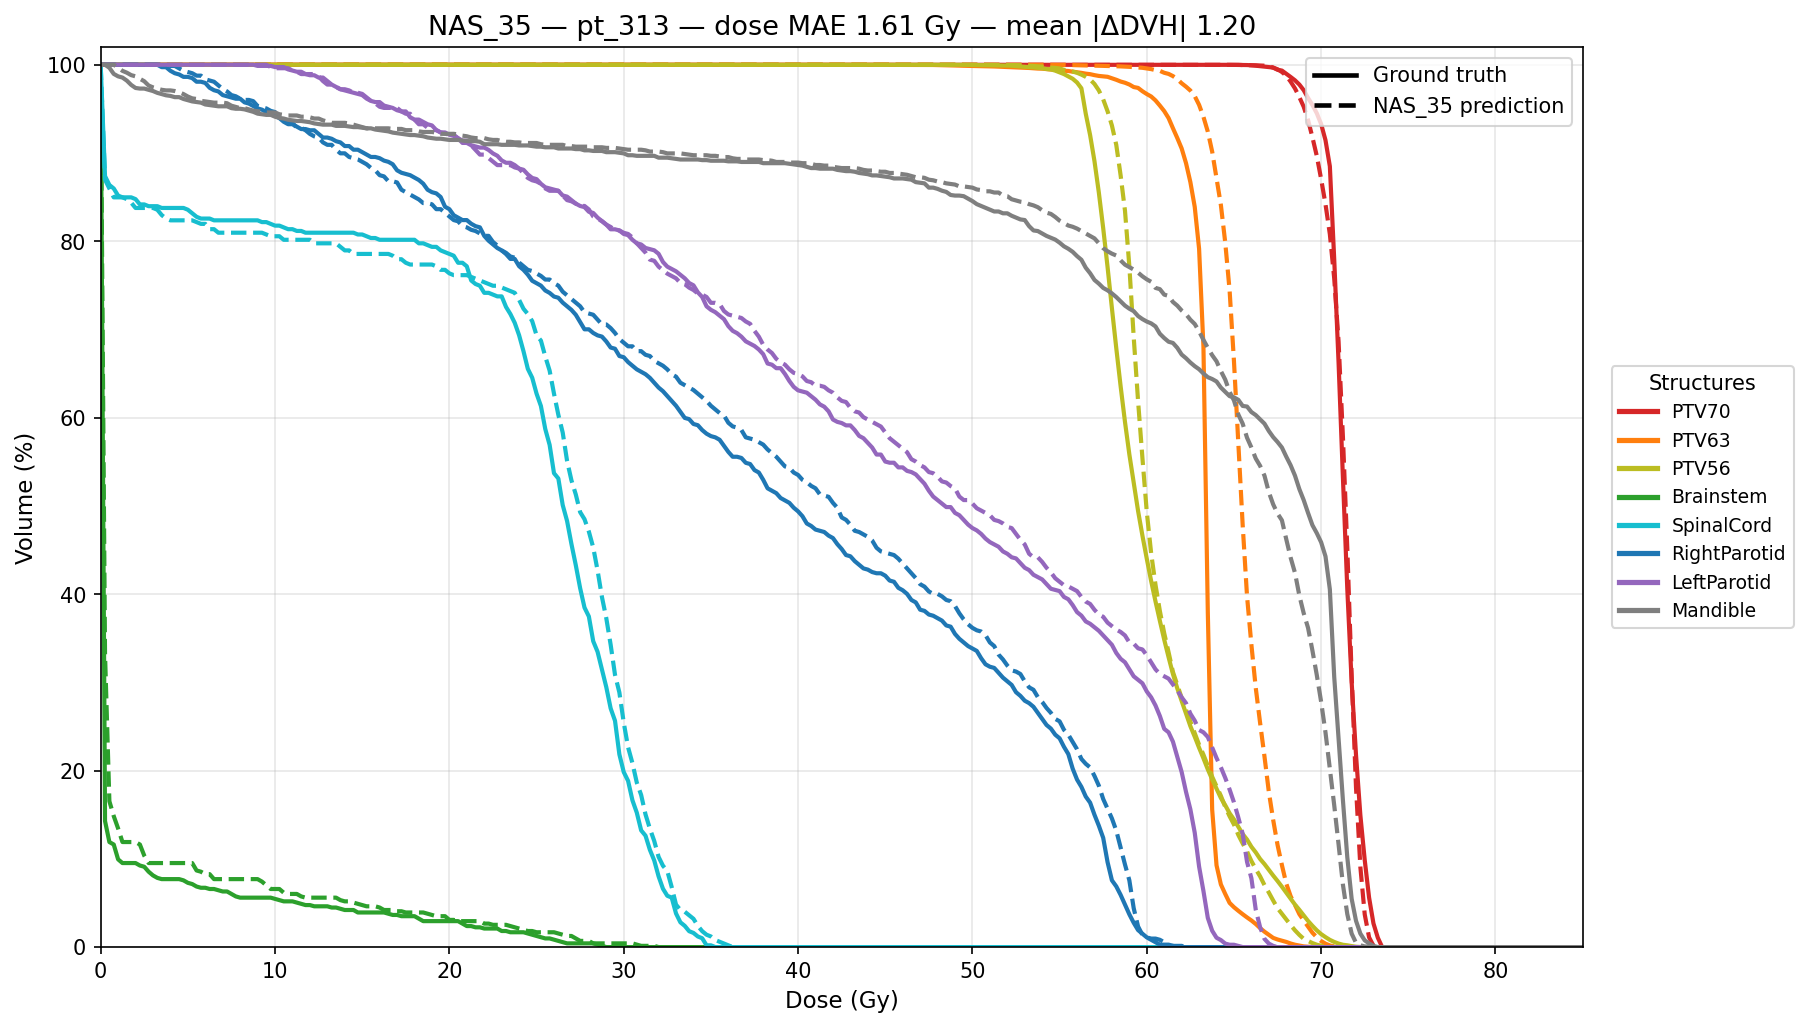 NAS_35 — pt_313 — dose MAE 1.61 Gy — mean |ΔDVH| 1.20
Ground truth
NAS_35 prediction
Volume (%)
100
80
60
40
20
0
0 10 20 30 40 50 60 70 80
Dose (Gy)
Structures
PTV70
PTV63
PTV56
Brainstem
SpinalCord
RightParotid
LeftParotid
Mandible